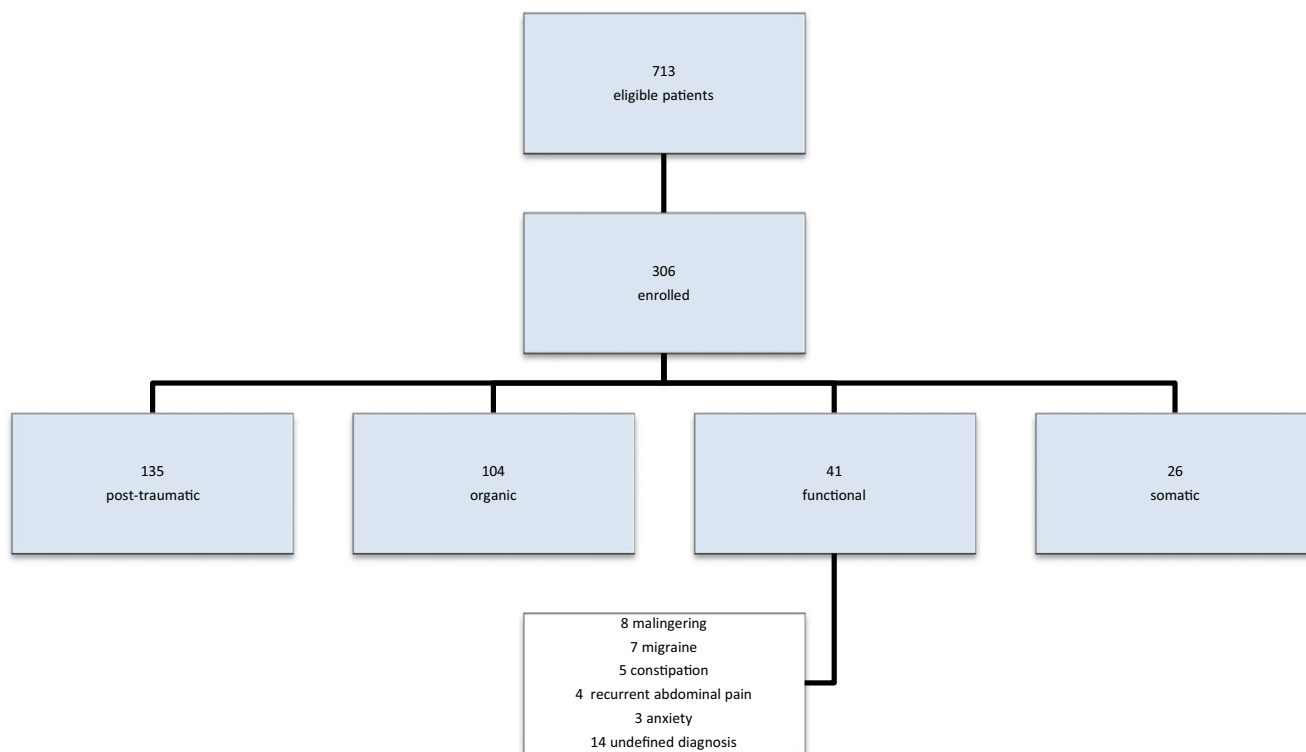 713
eligible patients
306
enrolled
135
post-traumatic
104
organic
41
functional
26
somatic
8 malingering
7 migraine
5 constipation
4 recurrent abdominal pain
3 anxiety
14 undefined diagnosis